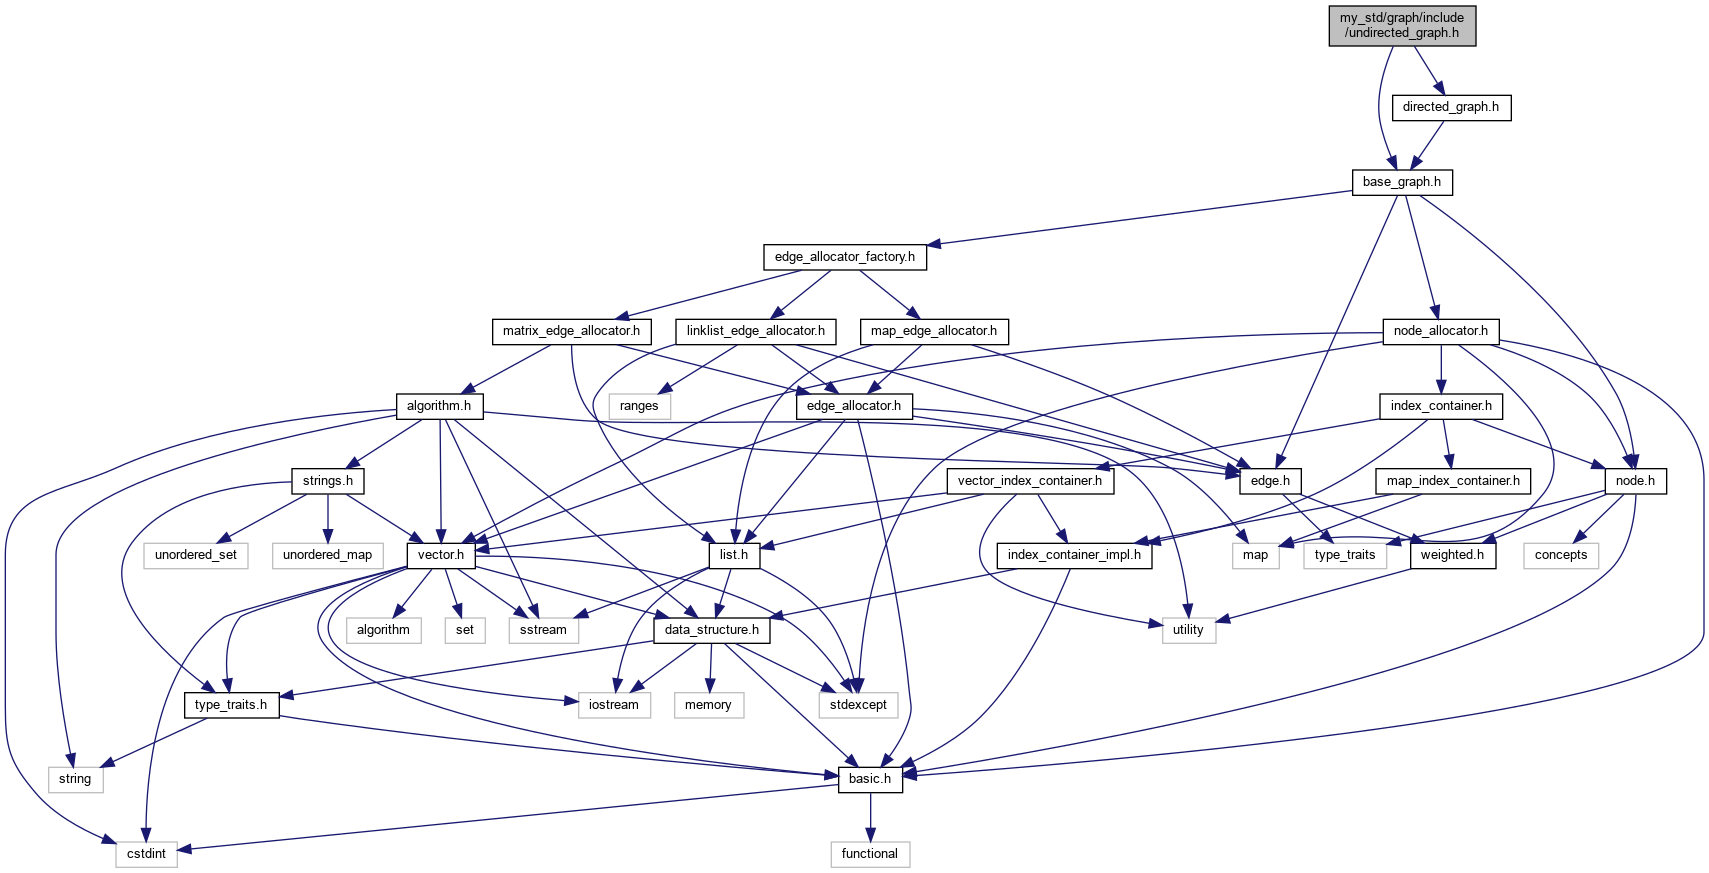 my_std/graph/include
/undirected_graph.h
directed_graph.h
base_graph.h
edge_allocator_factory.h
matrix_edge_allocator.h
linklist_edge_allocator.h
map_edge_allocator.h
node_allocator.h
algorithm.h
ranges
edge_allocator.h
index_container.h
strings.h
vector_index_container.h
edge.h
map_index_container.h
node.h
unordered_set
unordered_map
vector.h
list.h
index_container_impl.h
map
type_traits
weighted.h
concepts
algorithm
set
sstream
data_structure.h
utility
type_traits.h
iostream
memory
stdexcept
string
basic.h
cstdint
functional